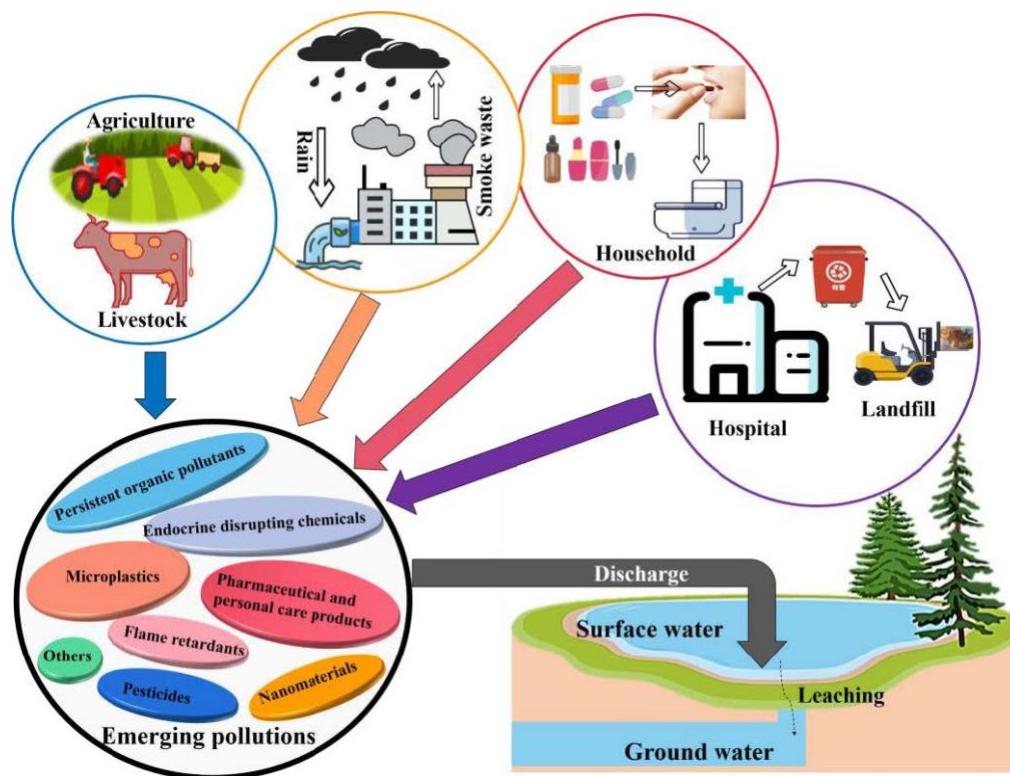 Agriculture
Livestock
Rain
Smoke waste
Household
Hospital
Landfill
Persistent organic pollutants
Endocrine disrupting chemicals
Microplastics
Pharmaceutical and
personal care products
Flame retardants
Others
Pesticides
Nanomaterials
Emerging pollutions
Discharge
Surface water
Leaching
Ground water